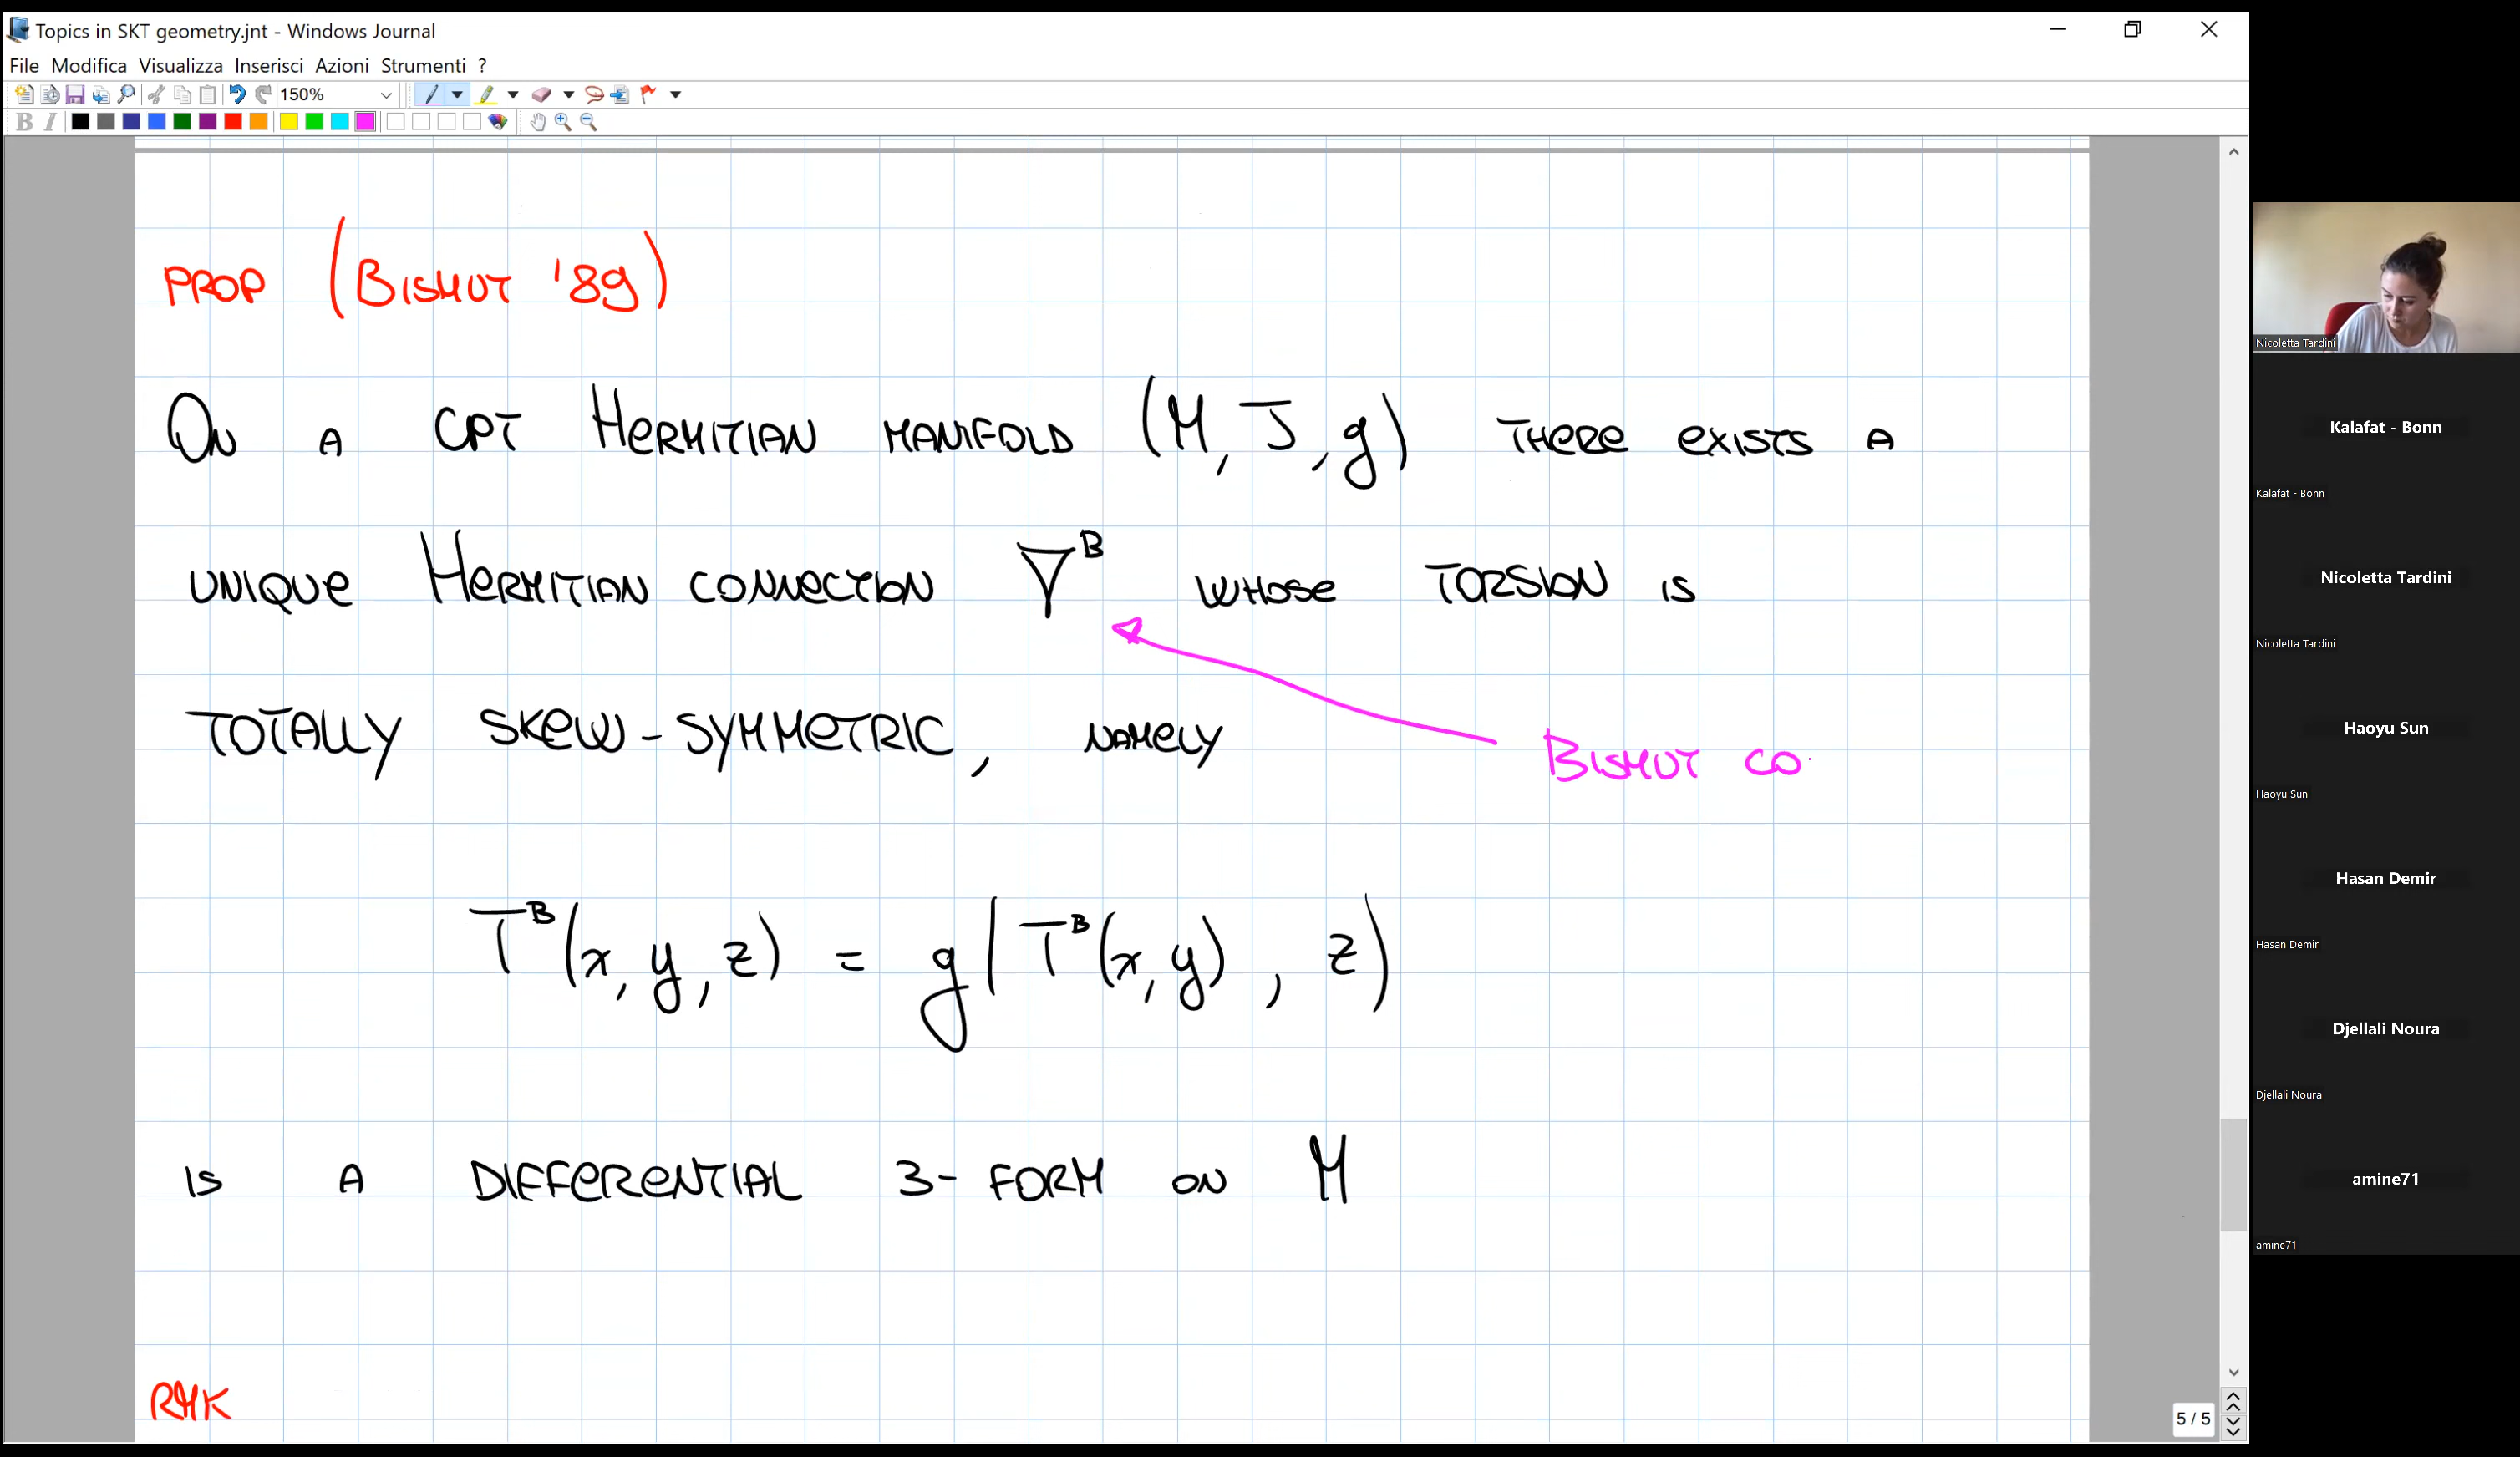 Topics in SKT geometry.jnt - Windows Journal
File Modifica Visualizza Inserisci Azioni Strumenti ?
150%
B I
PROP (BISMUT '89)
ON A CPT HERMITIAN MANIFOLD (M, J, g) THERE EXISTS A
UNIQUE HERMITIAN CONNECTION ∇^B WHOSE TORSION IS
TOTALLY SKEW-SYMMETRIC, NAMELY
BISMUT CO
T^B(x, y, z) = g(T^B(x, y), z)
IS A DIFFERENTIAL 3-FORM ON M
RMK
5 / 5
Nicoletta Tardini
Kalafat - Bonn
Kalafat - Bonn
Nicoletta Tardini
Nicoletta Tardini
Haoyu Sun
Haoyu Sun
Hasan Demir
Hasan Demir
Djellali Noura
Djellali Noura
amine71
amine71